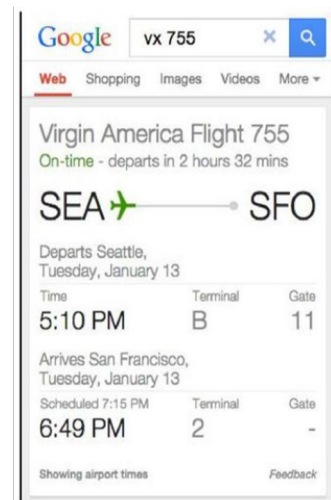 Google vx 755
Web Shopping Images Videos More
Virgin America Flight 755
On-time - departs in 2 hours 32 mins
SEA SFO
Departs Seattle,
Tuesday, January 13
Time Terminal Gate
5:10 PM B 11
Arrives San Francisco,
Tuesday, January 13
Scheduled 7:15 PM Terminal Gate
6:49 PM 2 -
Showing airport times Feedback